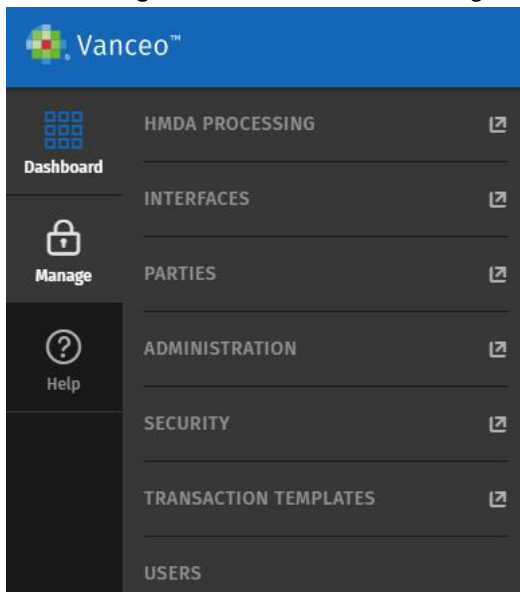 Vanceo™
Dashboard
Manage
Help
HMDA PROCESSING
INTERFACES
PARTIES
ADMINISTRATION
SECURITY
TRANSACTION TEMPLATES
USERS